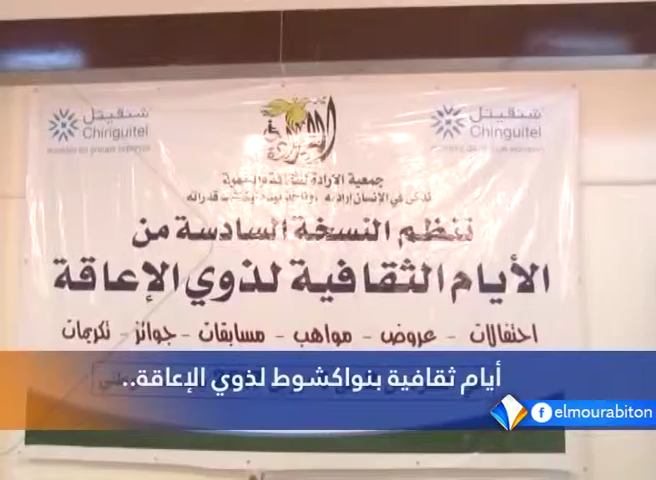 شنقيتل
Chinguitel
شنقيتل
Chinguitel
جمعية الإرادة
تنظم النسخة السادسة من
الأيام الثقافية لذوي الإعاقة
احتفالات - عروض - مواهب - مسابقات - جوائز - تكريمات
أيام ثقافية بنواكشوط لذوي الإعاقة..
elmourabiton